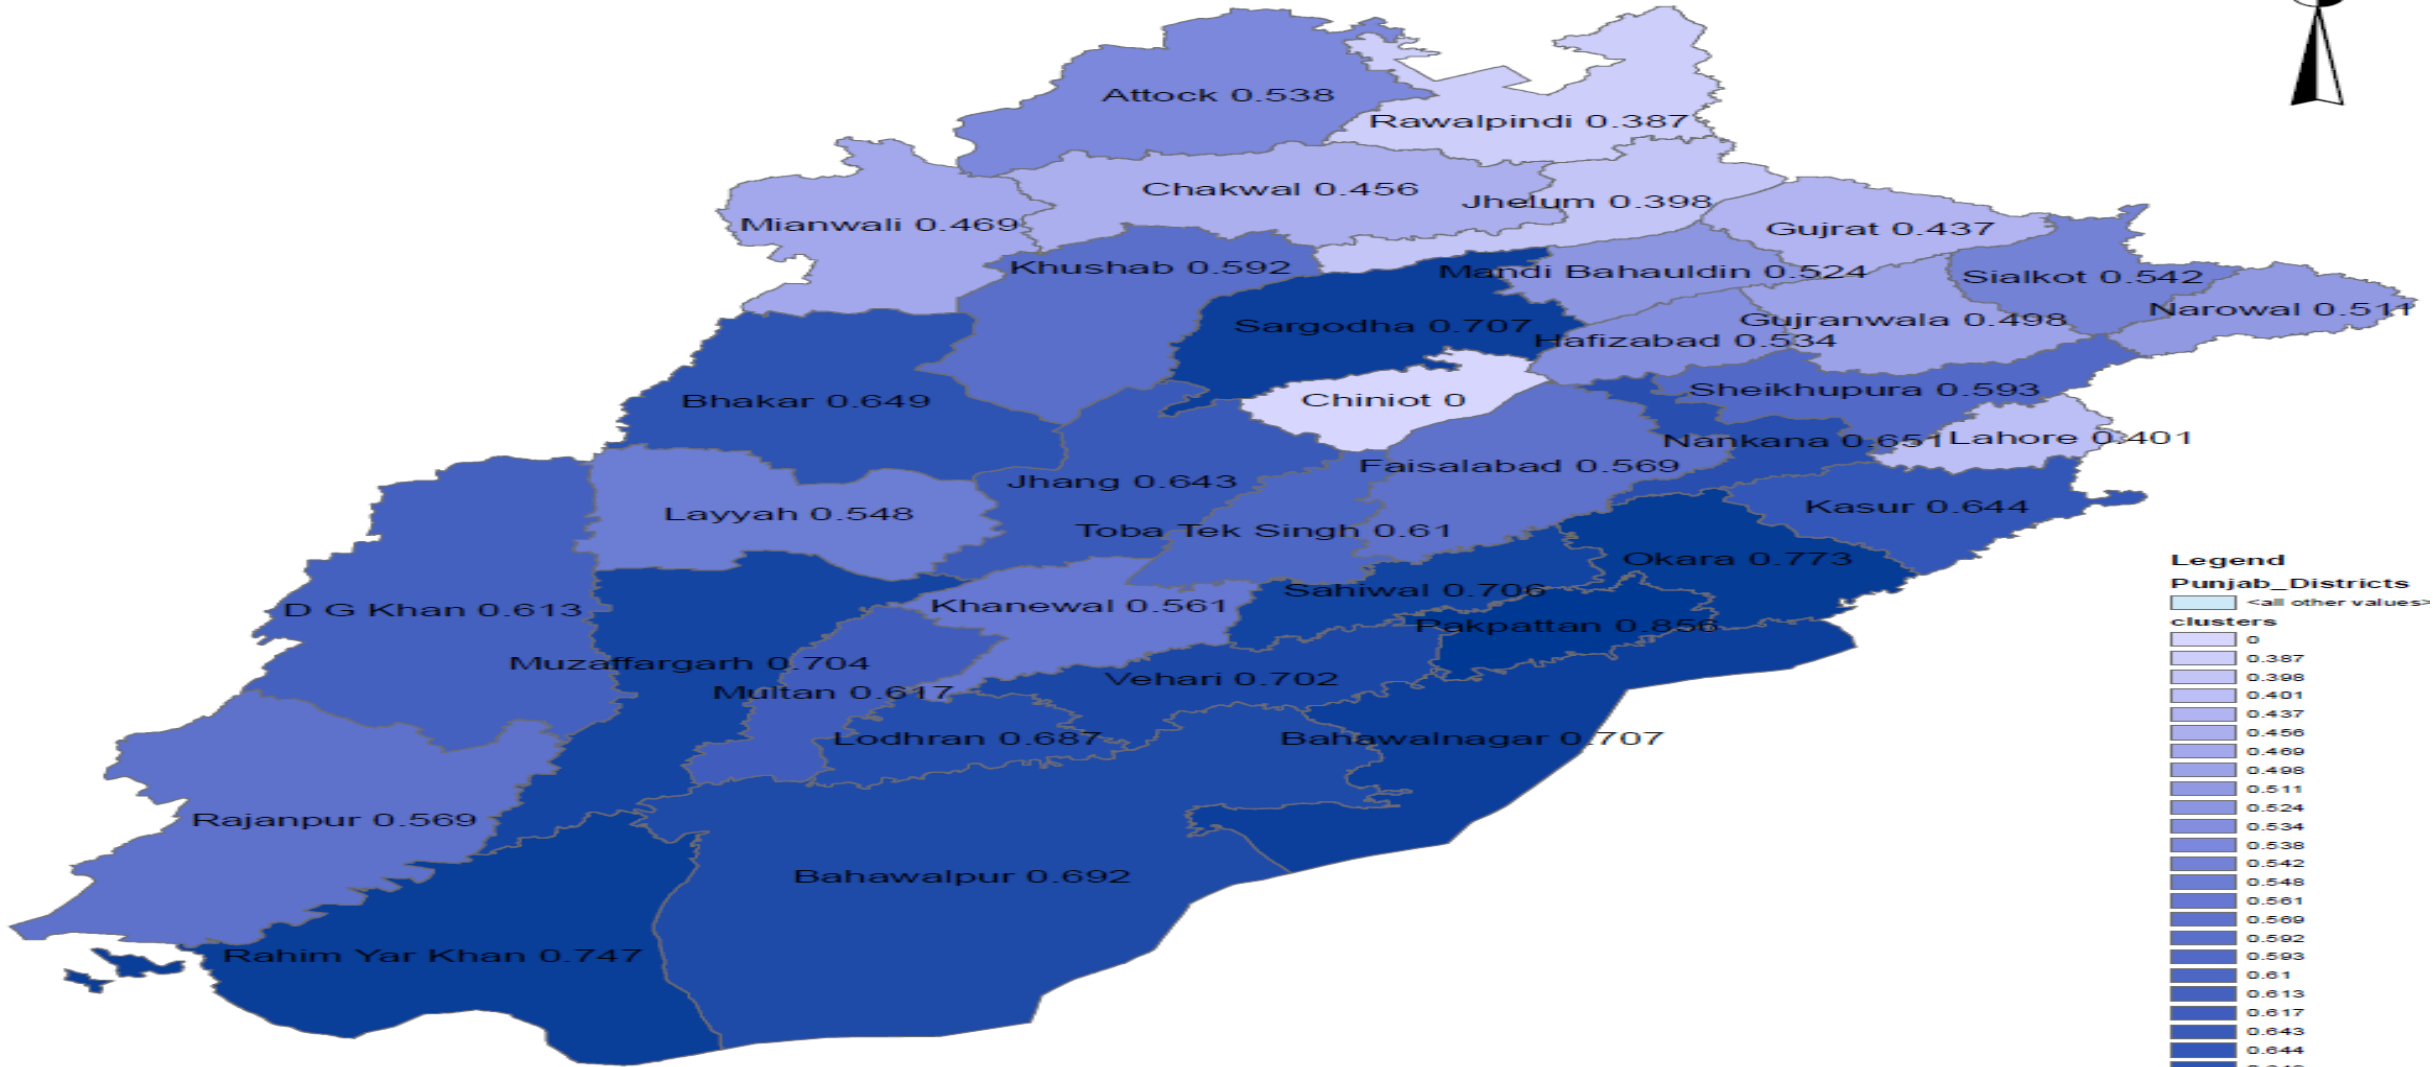 Attock 0.538
Rawalpindi 0.387
Chakwal 0.456
Jhelum 0.398
Mianwali 0.469
Gujrat 0.437
Khushab 0.592
Mandi Bahauldin 0.524
Sialkot 0.542
Narowal 0.511
Sargodha 0.707
Gujranwala 0.498
Hafizabad 0.534
Bhakar 0.649
Chiniot 0
Sheikhupura 0.593
Nankana 0.651
Lahore 0.401
Faisalabad 0.569
Jhang 0.643
Layyah 0.548
Kasur 0.644
Toba Tek Singh 0.61
Okara 0.773
Sahiwal 0.706
D G Khan 0.613
Khanewal 0.561
Pakpattan 0.856
Muzaffargarh 0.704
Multan 0.617
Vehari 0.702
Lodhran 0.687
Bahawalnagar 0.707
Rajanpur 0.569
Bahawalpur 0.692
Rahim Yar Khan 0.747
Legend
Punjab_Districts
<all other values>
clusters
0
0.387
0.398
0.401
0.437
0.456
0.469
0.498
0.511
0.524
0.534
0.538
0.542
0.548
0.561
0.569
0.592
0.593
0.61
0.613
0.617
0.643
0.644